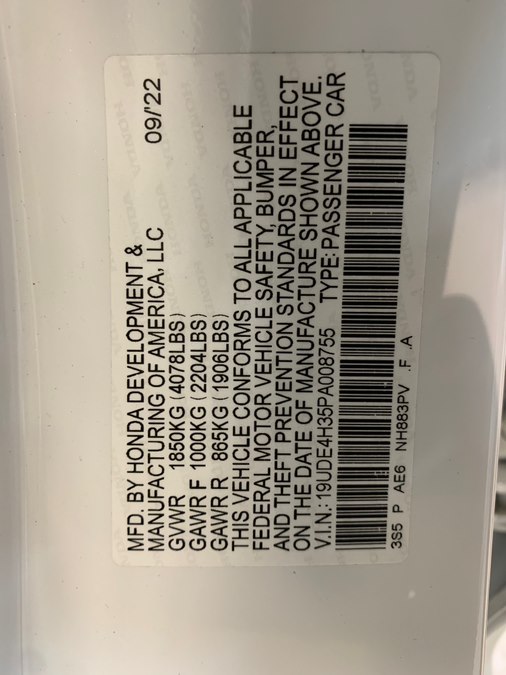 MFD. BY HONDA DEVELOPMENT & 09/'22
MANUFACTURING OF AMERICA, LLC
GVWR 1850KG (4078LBS)
GAWR F 1000KG (2204LBS)
GAWR R 865KG (1906LBS)
THIS VEHICLE CONFORMS TO ALL APPLICABLE
FEDERAL MOTOR VEHICLE SAFETY, BUMPER,
AND THEFT PREVENTION STANDARDS IN EFFECT
ON THE DATE OF MANUFACTURE SHOWN ABOVE.
V.I.N.: 19UDE4H35PA008755 TYPE:PASSENGER CAR
3S5 P AE6 NH883PV .F .A